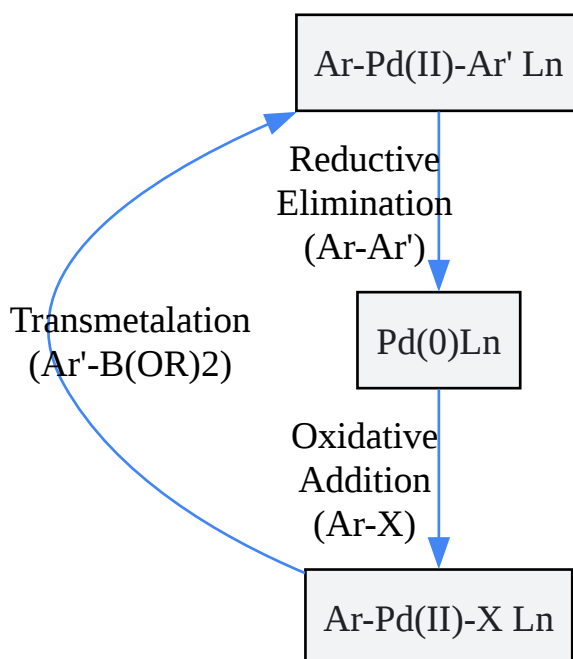 Ar-Pd(II)-Ar' Ln
Reductive
Elimination
(Ar-Ar')
Transmetalation
(Ar'-B(OR)2)
Pd(0)Ln
Oxidative
Addition
(Ar-X)
Ar-Pd(II)-X Ln